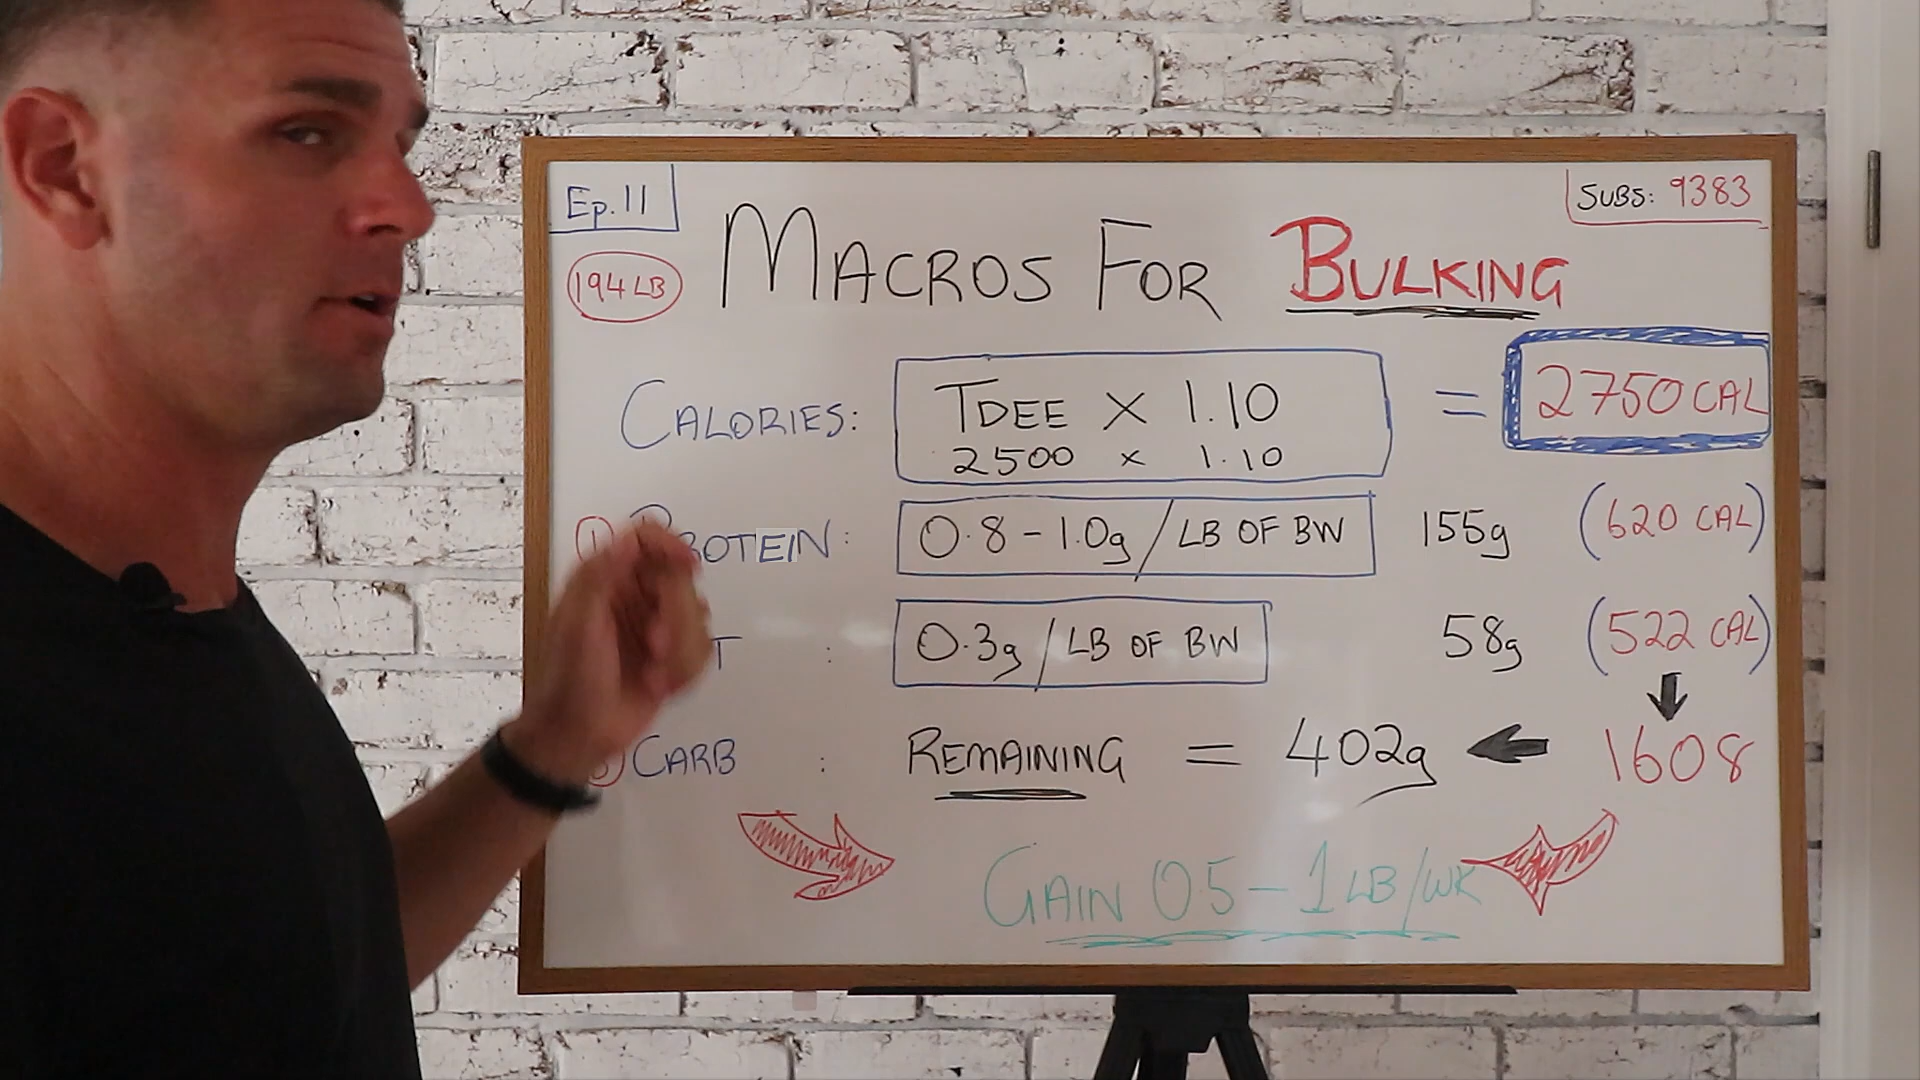 Ep.11
SUBS: 9383
194 LB
MACROS FOR BULKING
CALORIES: TDEE X 1.10 = 2750 CAL
2500 x 1.10
0.8 - 1.0g / LB OF BW 155g (620 CAL)
: 0.3g / LB OF BW 58g (522 CAL)
CARB : REMAINING = 402g 1608
GAIN 0.5 - 1 LB/WK